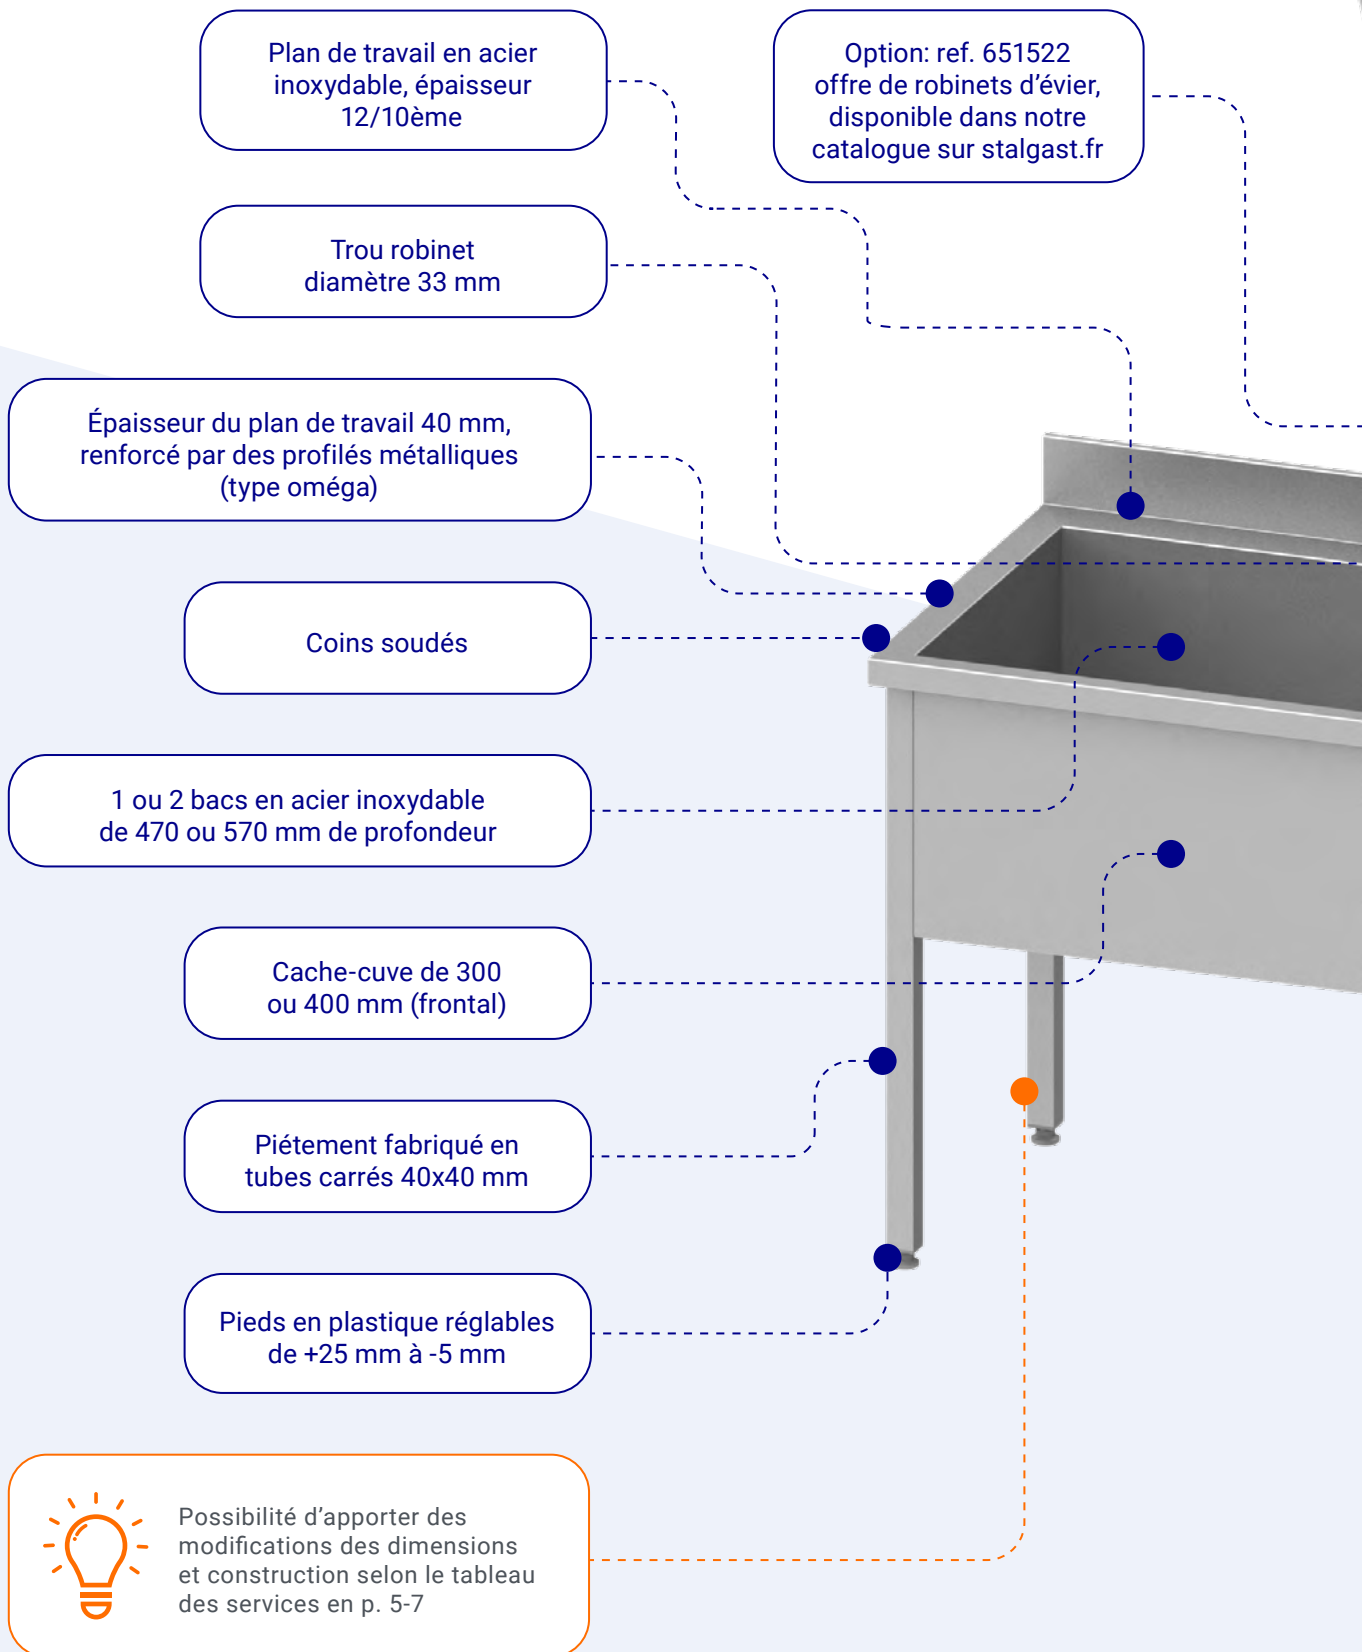 Plan de travail en acier
inoxydable, épaisseur
12/10ème
Option: ref. 651522
offre de robinets d’évier,
disponible dans notre
catalogue sur stalgast.fr
Trou robinet
diamètre 33 mm
Épaisseur du plan de travail 40 mm,
renforcé par des profilés métalliques
(type oméga)
Coins soudés
1 ou 2 bacs en acier inoxydable
de 470 ou 570 mm de profondeur
Cache-cuve de 300
ou 400 mm (frontal)
Piétement fabriqué en
tubes carrés 40x40 mm
Pieds en plastique réglables
de +25 mm à -5 mm
Possibilité d’apporter des
modifications des dimensions
et construction selon le tableau
des services en p. 5-7